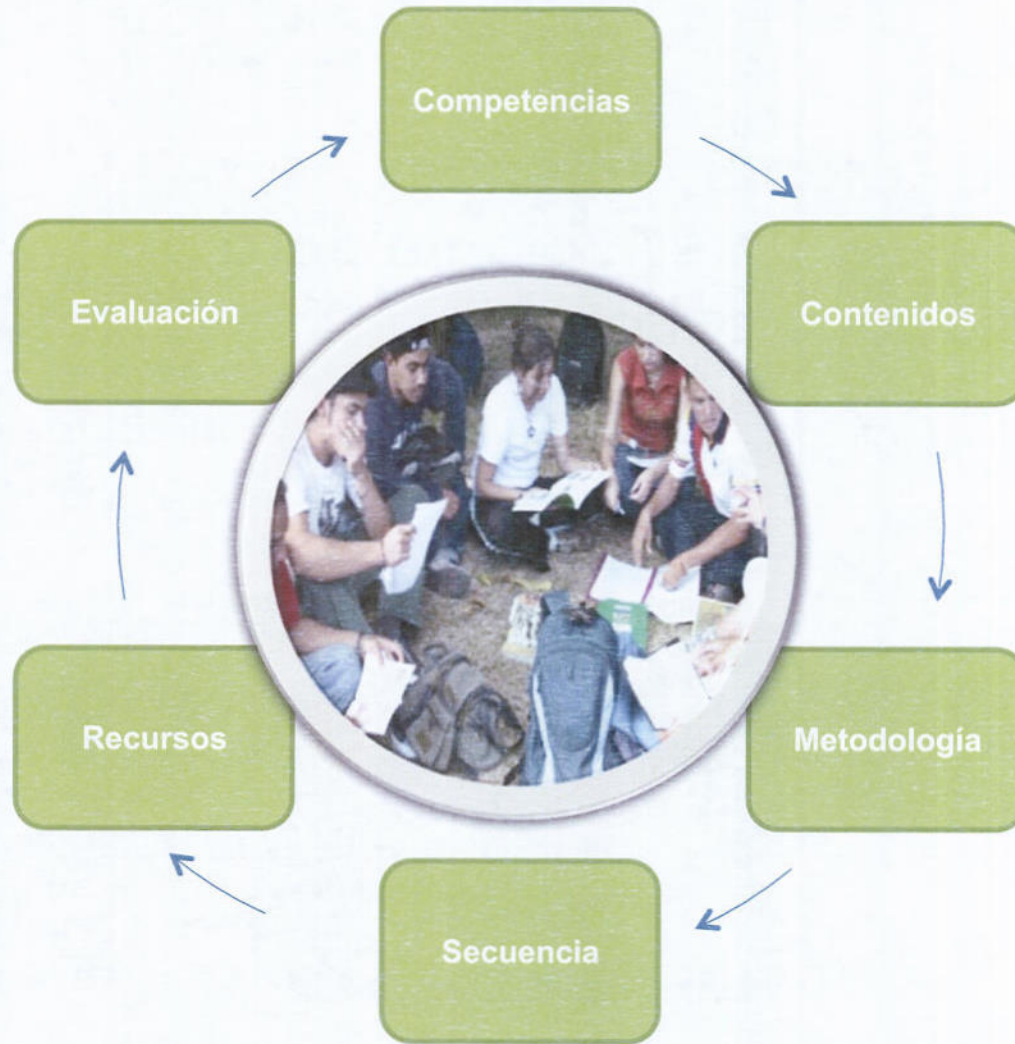 Competencias
Contenidos
Metodología
Secuencia
Recursos
Evaluación